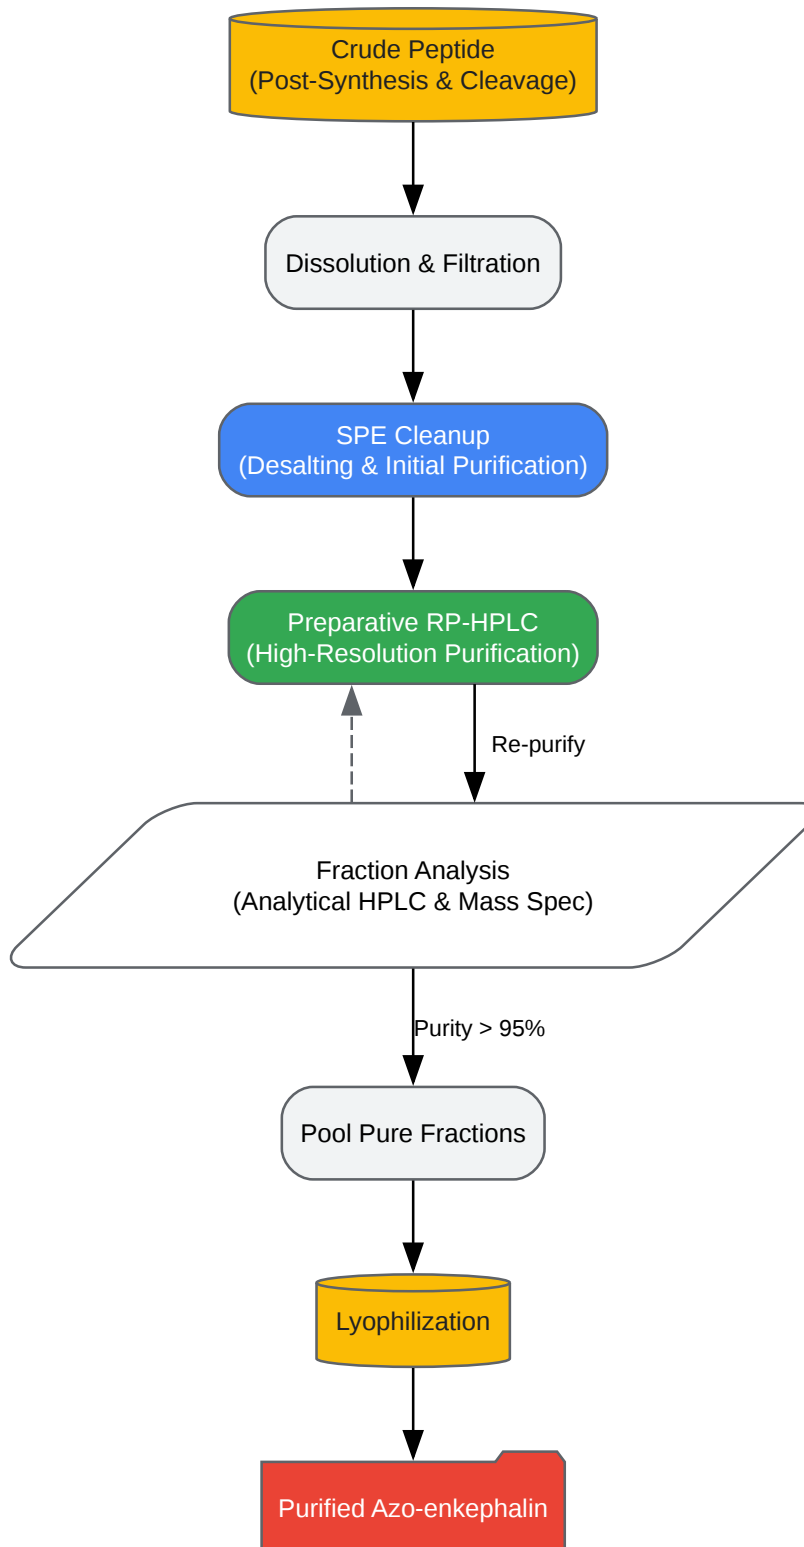 Crude Peptide
(Post-Synthesis & Cleavage)
Dissolution & Filtration
SPE Cleanup
(Desalting & Initial Purification)
Preparative RP-HPLC
(High-Resolution Purification)
Re-purify
Fraction Analysis
(Analytical HPLC & Mass Spec)
Purity > 95%
Pool Pure Fractions
Lyophilization
Purified Azo-enkephalin